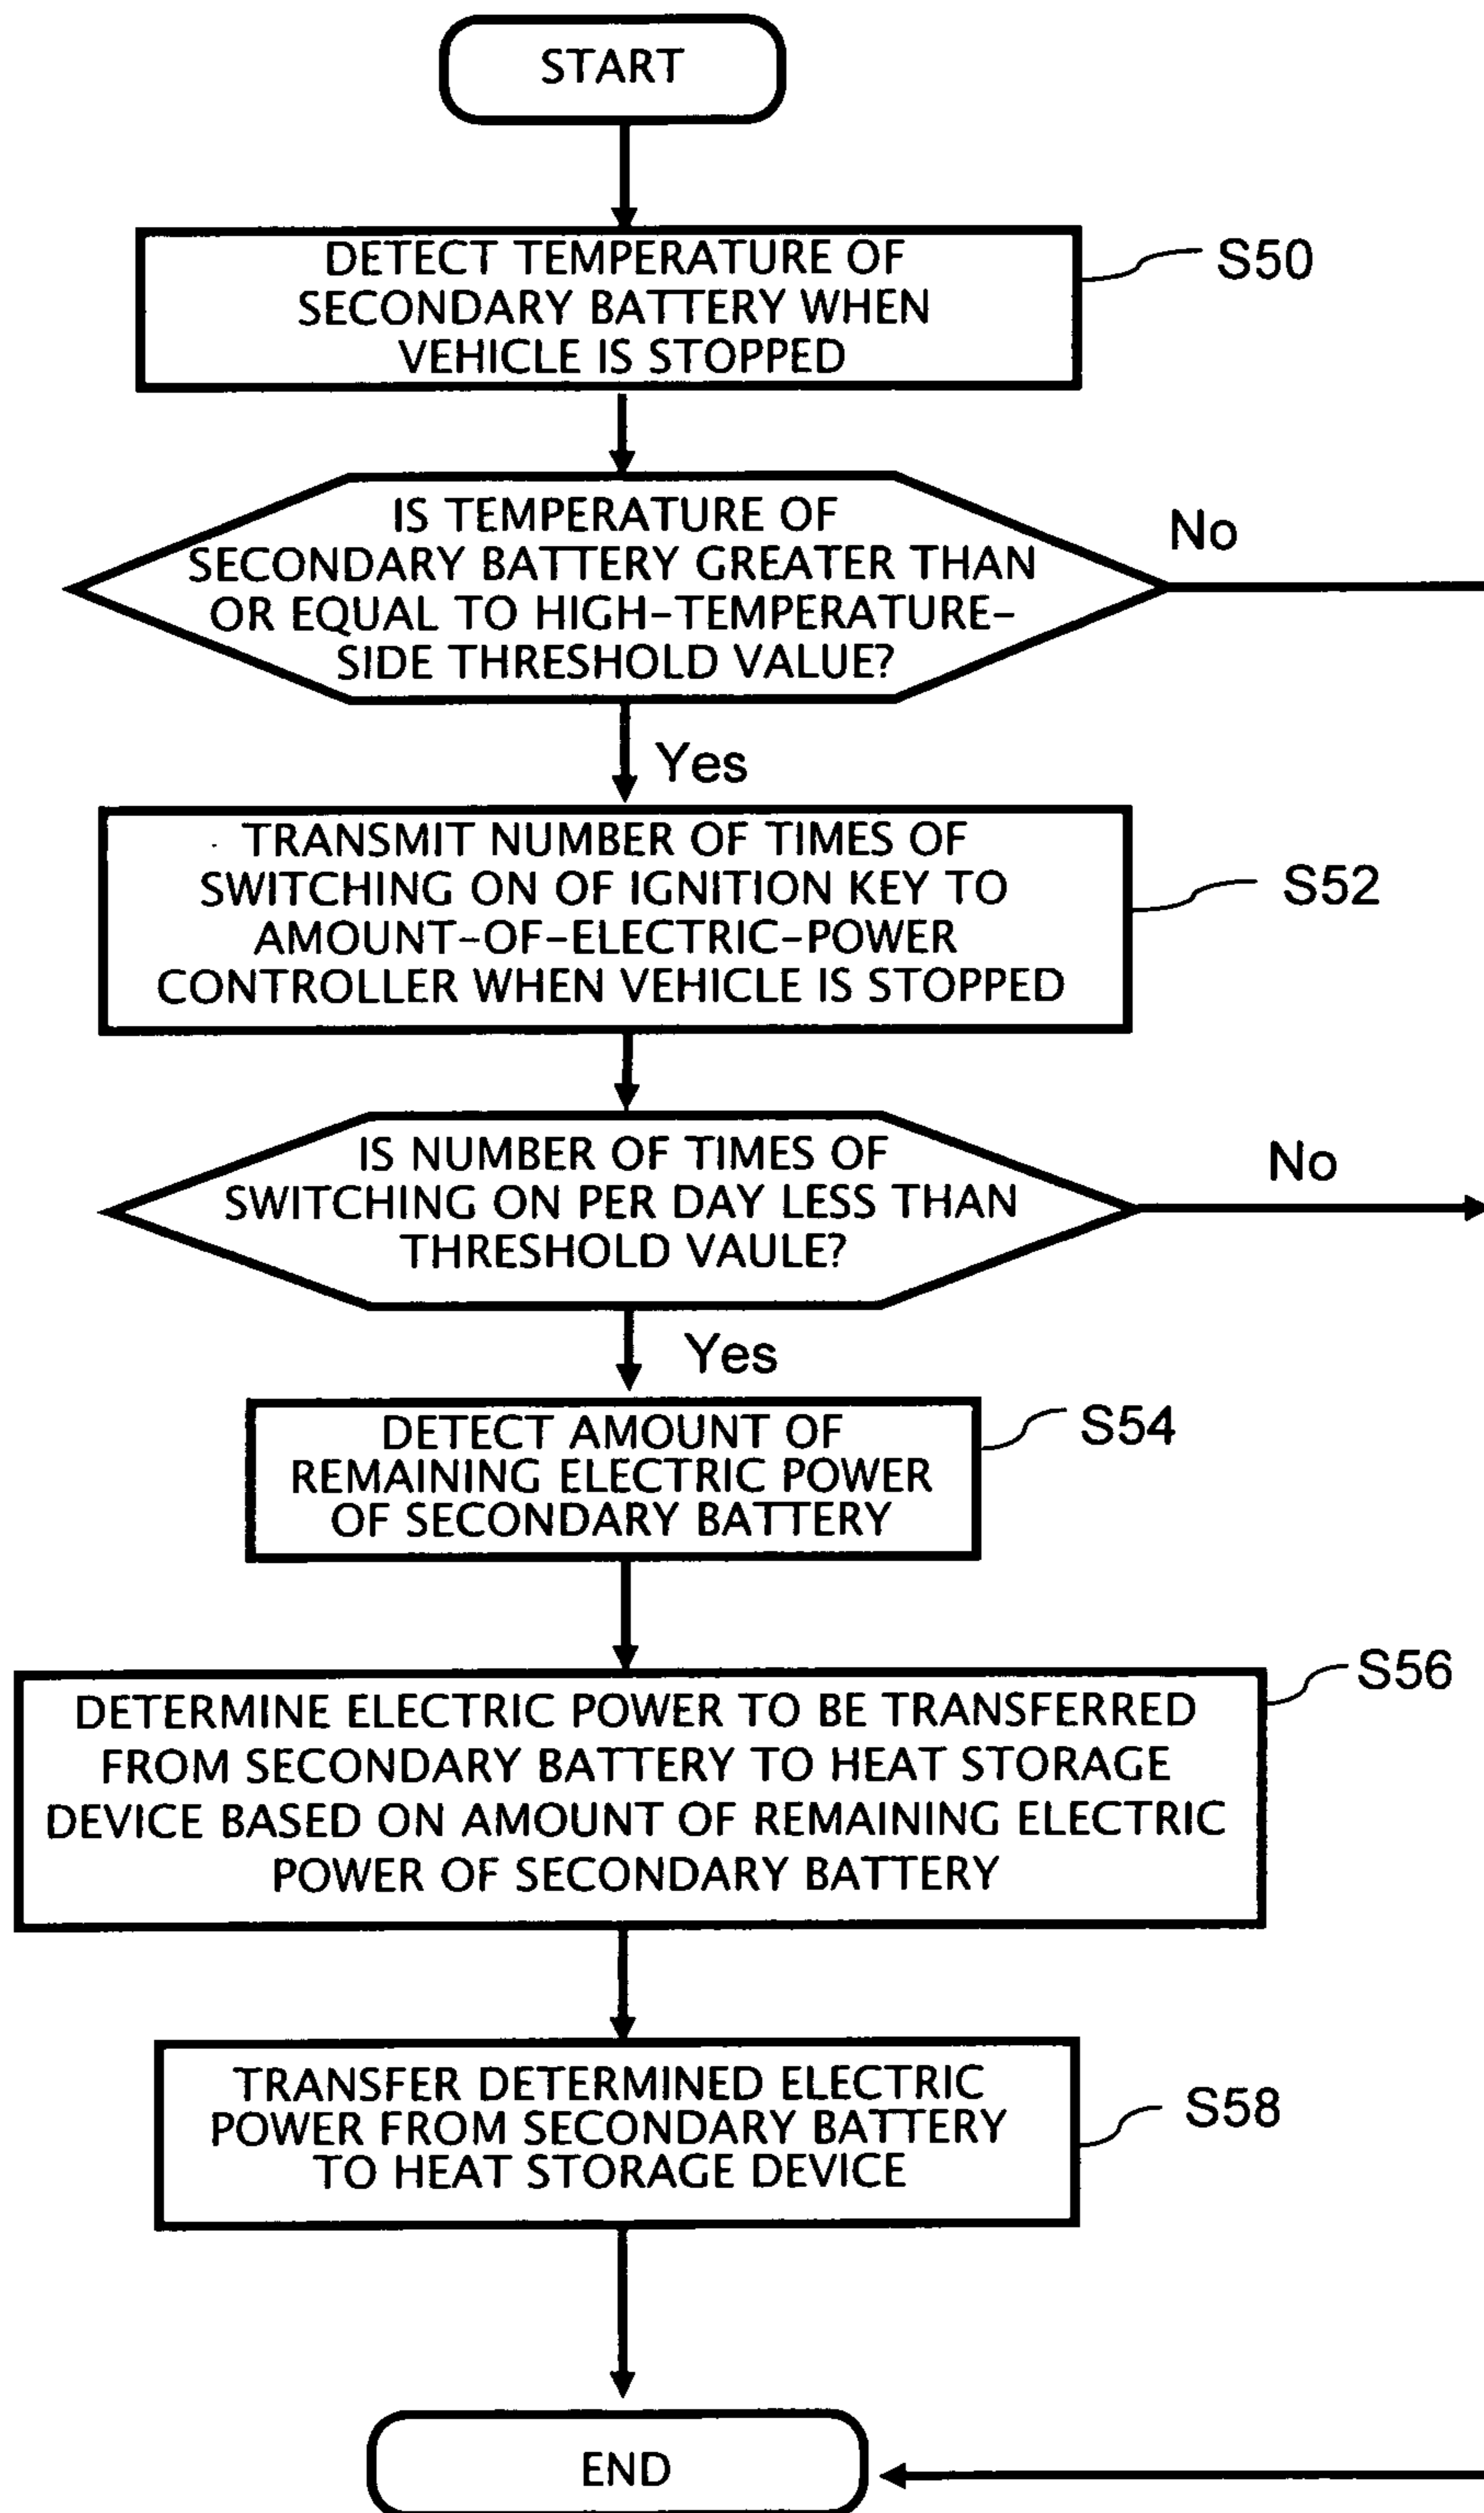 START
DETECT TEMPERATURE OF
SECONDARY BATTERY WHEN
VEHICLE IS STOPPED
S50
IS TEMPERATURE OF
SECONDARY BATTERY GREATER THAN
OR EQUAL TO HIGH-TEMPERATURE-
SIDE THRESHOLD VALUE?
No
Yes
TRANSMIT NUMBER OF TIMES OF
SWITCHING ON OF IGNITION KEY TO
AMOUNT-OF-ELECTRIC-POWER
CONTROLLER WHEN VEHICLE IS STOPPED
S52
IS NUMBER OF TIMES OF
SWITCHING ON PER DAY LESS THAN
THRESHOLD VAULE?
No
Yes
DETECT AMOUNT OF
REMAINING ELECTRIC POWER
OF SECONDARY BATTERY
S54
DETERMINE ELECTRIC POWER TO BE TRANSFERRED
FROM SECONDARY BATTERY TO HEAT STORAGE
DEVICE BASED ON AMOUNT OF REMAINING ELECTRIC
POWER OF SECONDARY BATTERY
S56
TRANSFER DETERMINED ELECTRIC
POWER FROM SECONDARY BATTERY
TO HEAT STORAGE DEVICE
S58
END